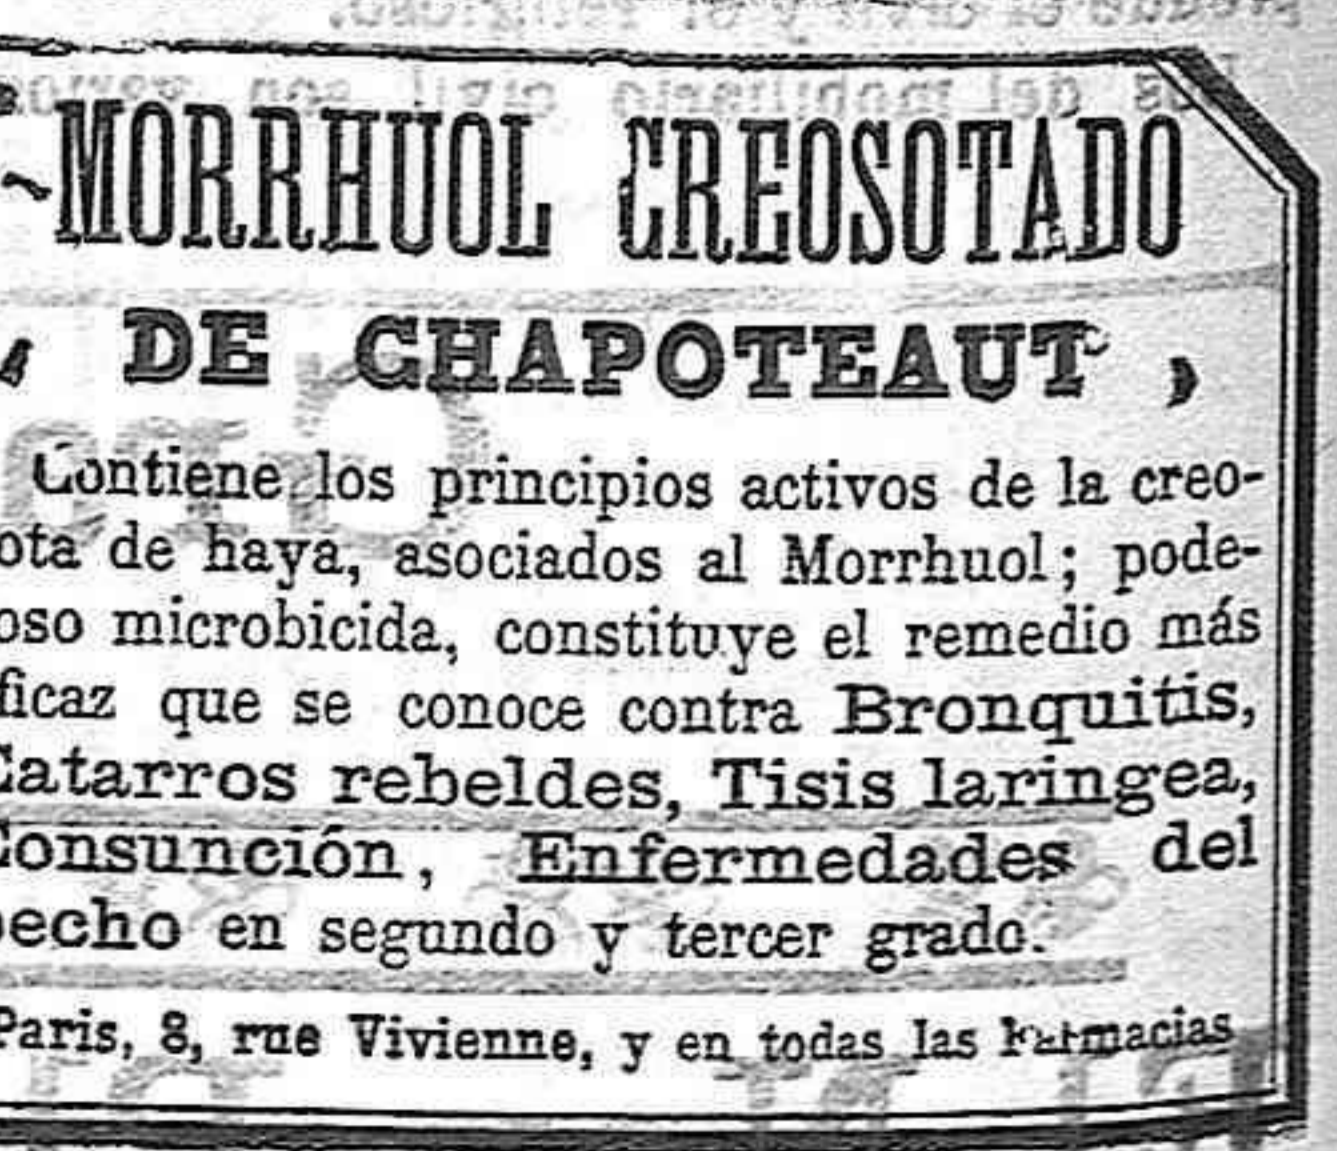 MORRHUOL CREOSOTADO
DE CHAPOTEAUT
Contiene los principios activos de la creo-
ota de haya, asociados al Morrhuol; pode-
oso microbicida, constituye el remedio más
ficaz que se conoce contra Bronquitis,
Catarros rebeldes, Tisis laringea,
Consunción, Enfermedades del
pecho en segundo y tercer grado.
Paris, 8, rue Vivienne, y en todas las Farmacias